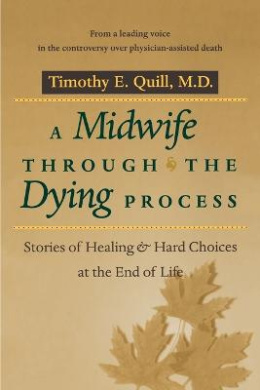 From a leading voice
in the controversy over physician-assisted death
Timothy E. Quill, M.D.
A Midwife
THROUGH THE
Dying PROCESS
Stories of Healing & Hard Choices
at the End of Life